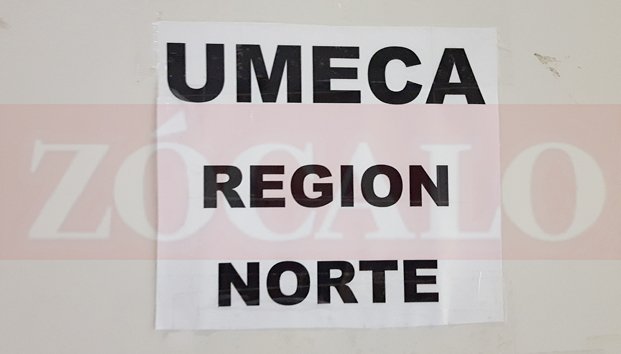 UMECA
REGION
NORTE
ZÓCALO